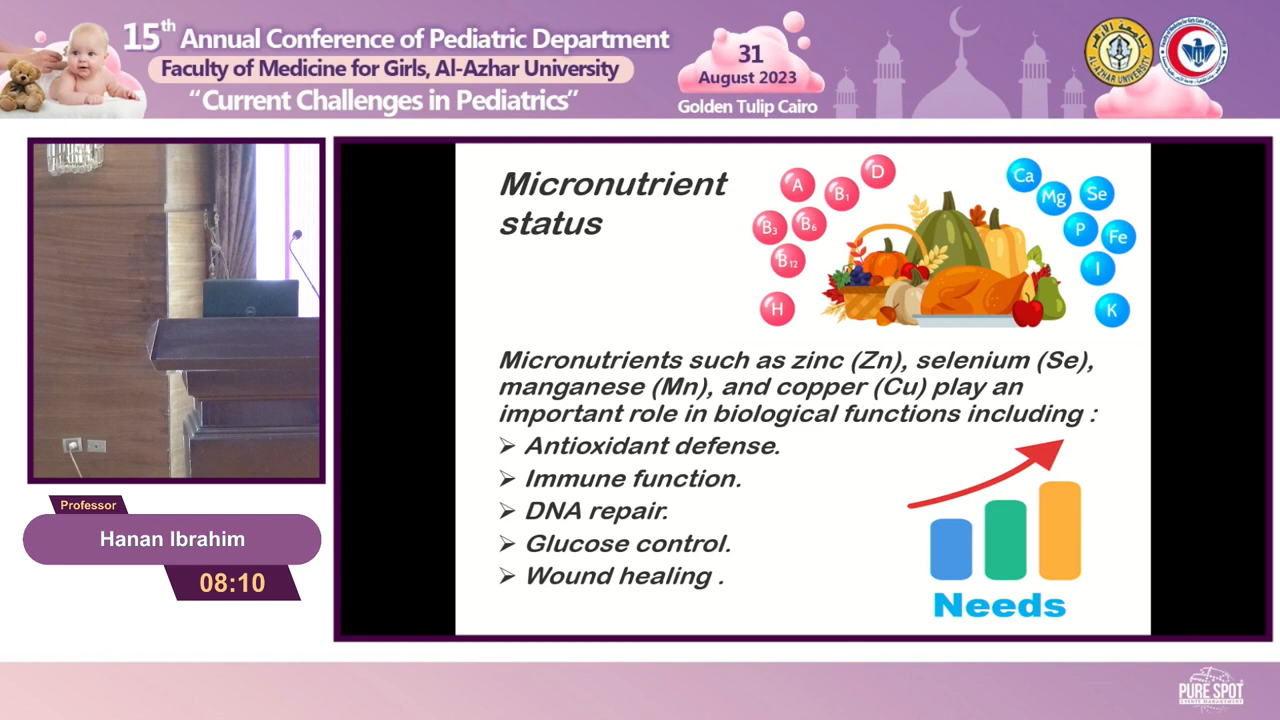 15th Annual Conference of Pediatric Department
Faculty of Medicine for Girls, Al-Azhar University
“Current Challenges in Pediatrics”
31
August 2023
Golden Tulip Cairo
AL-AZHAR UNIVERSITY
Micronutrient
status
A
B1
D
B3
B6
B12
H
Ca
Mg
Se
P
Fe
I
K
Micronutrients such as zinc (Zn), selenium (Se),
manganese (Mn), and copper (Cu) play an
important role in biological functions including :
➢ Antioxidant defense.
➢ Immune function.
➢ DNA repair.
➢ Glucose control.
➢ Wound healing .
Needs
Professor
Hanan Ibrahim
08:10
PURE SPOT